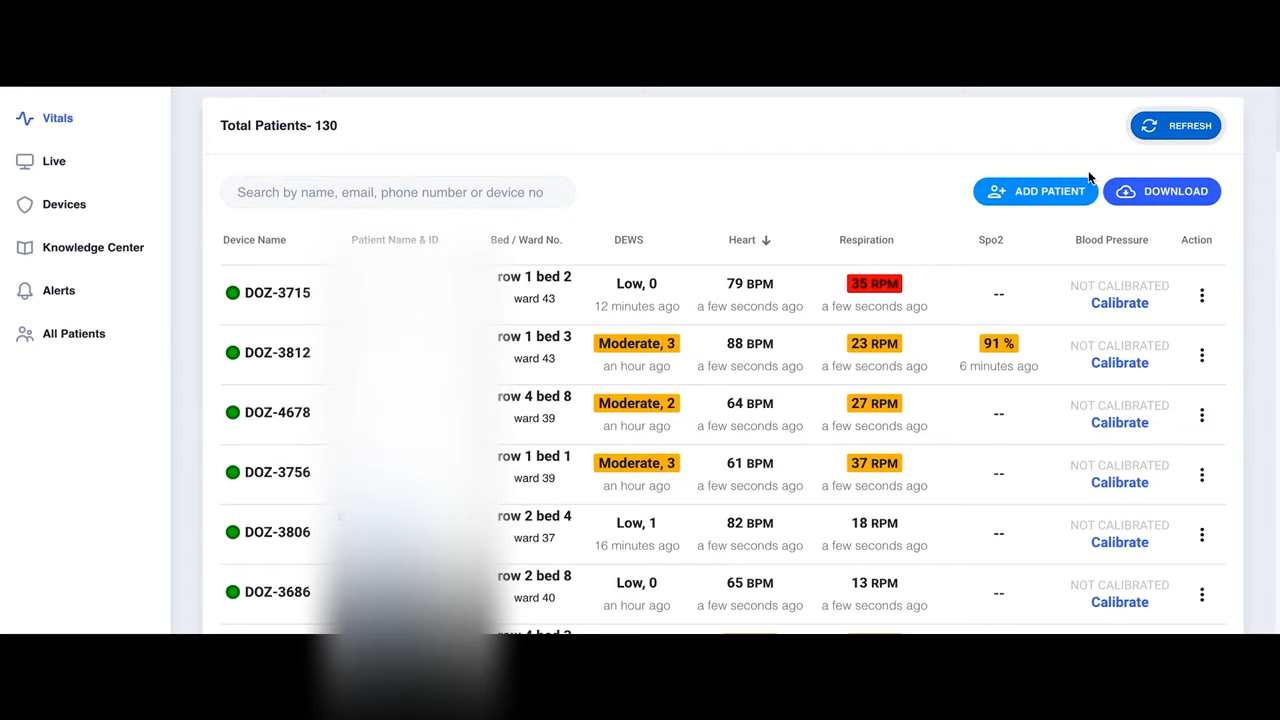 Vitals
Live
Devices
Knowledge Center
Alerts
All Patients
Total Patients- 130
REFRESH
Search by name, email, phone number or device no
ADD PATIENT
DOWNLOAD
Device Name Patient Name & ID Bed / Ward No. DEWS Heart Respiration Spo2 Blood Pressure Action
DOZ-3715 row 1 bed 2 Low, 0 79 BPM 35 RPM -- NOT CALIBRATED
ward 43 12 minutes ago a few seconds ago a few seconds ago Calibrate
DOZ-3812 row 1 bed 3 Moderate, 3 88 BPM 23 RPM 91 % NOT CALIBRATED
ward 43 an hour ago a few seconds ago a few seconds ago 6 minutes ago Calibrate
DOZ-4678 row 4 bed 8 Moderate, 2 64 BPM 27 RPM -- NOT CALIBRATED
ward 39 an hour ago a few seconds ago a few seconds ago Calibrate
DOZ-3756 row 1 bed 1 Moderate, 3 61 BPM 37 RPM -- NOT CALIBRATED
ward 39 an hour ago a few seconds ago a few seconds ago Calibrate
DOZ-3806 row 2 bed 4 Low, 1 82 BPM 18 RPM -- NOT CALIBRATED
ward 37 16 minutes ago a few seconds ago a few seconds ago Calibrate
DOZ-3686 row 2 bed 8 Low, 0 65 BPM 13 RPM -- NOT CALIBRATED
ward 40 an hour ago a few seconds ago a few seconds ago Calibrate